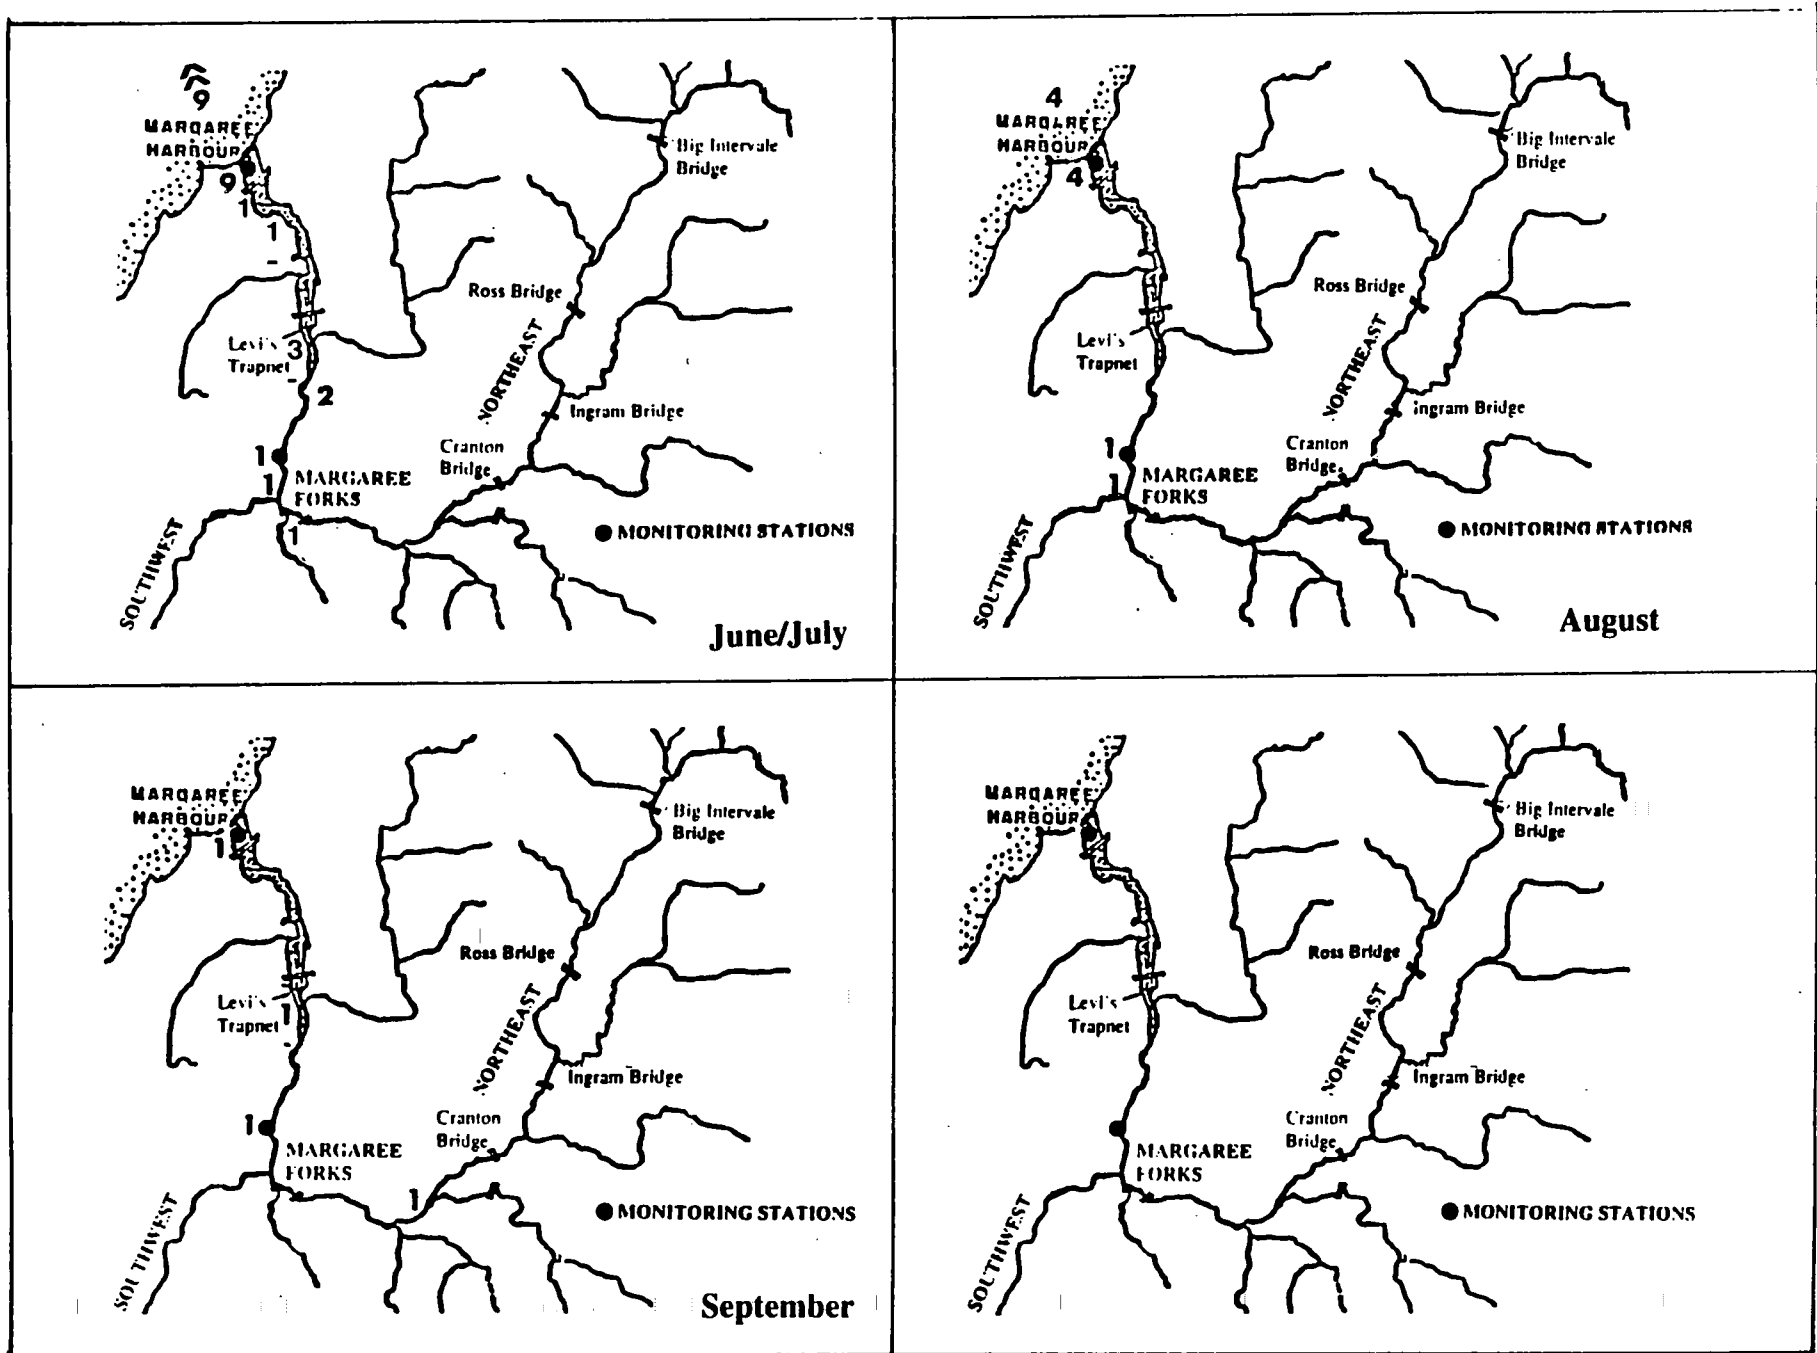 9
MARGAREE
HARBOUR
9
1
1
Big Intervale
Bridge
Ross Bridge
NORTHEAST
Levi's
Trapnet
3
2
Ingram Bridge
Cranton
Bridge
1
1
MARGAREE
FORKS
1
SOUTHWEST
MONITORING STATIONS
June/July
4
MARGAREE
HARBOUR
4
Big Intervale
Bridge
Ross Bridge
NORTHEAST
Levi's
Trapnet
Ingram Bridge
Cranton
Bridge
1
1
MARGAREE
FORKS
SOUTHWEST
MONITORING STATIONS
August
MARGAREE
HARBOUR
1
Big Intervale
Bridge
Ross Bridge
NORTHEAST
Levi's
Trapnet
1
Ingram Bridge
Cranton
Bridge
1
MARGAREE
FORKS
1
SOUTHWEST
MONITORING STATIONS
September
MARGAREE
HARBOUR
Big Intervale
Bridge
Ross Bridge
NORTHEAST
Levi's
Trapnet
Ingram Bridge
Cranton
Bridge
MARGAREE
FORKS
SOUTHWEST
MONITORING STATIONS